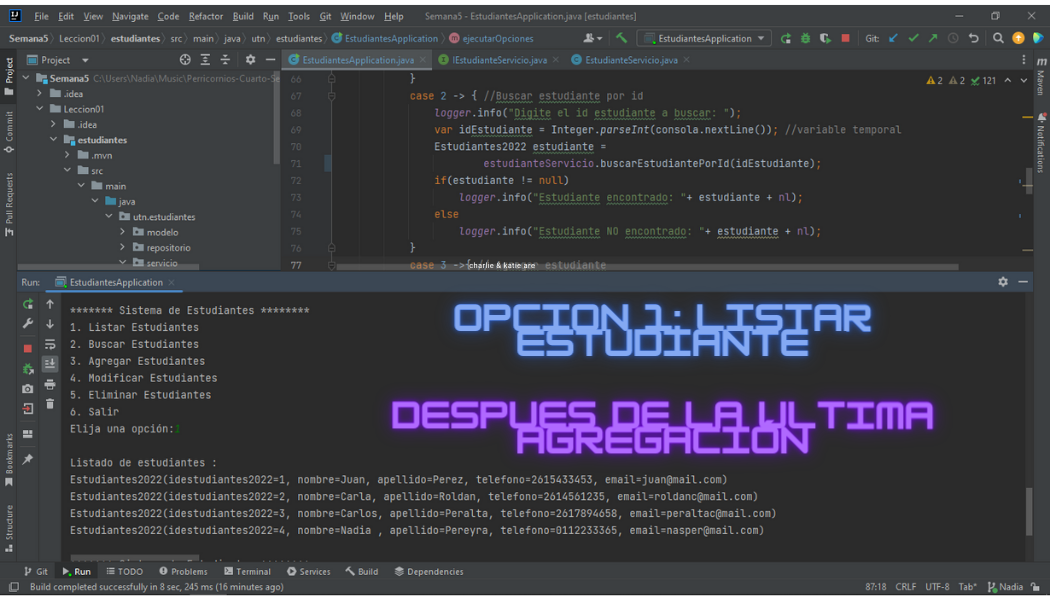 File Edit View Navigate Code Refactor Build Run Tools Git Window Help Semana5 - EstudiantesApplication.java [estudiantes]
Semana5 Leccion01 estudiantes src main java utn estudiantes EstudiantesApplication ejecutarOpciones EstudiantesApplication Git:
Project EstudiantesApplication.java IEstudianteServicio.java EstudianteServicio.java
Semana5 C:\Users\Nadia\Music\Perricornios-Cuarto-Se 66 } 2 2 121
.idea 67 case 2 -> { //Buscar estudiante por id
Leccion01 68 logger.info("Digite el id estudiante a buscar: ");
.idea 69 var idEstudiante = Integer.parseInt(consola.nextLine()); //variable temporal
estudiantes 70 Estudiantes2022 estudiante =
.mvn 71 estudianteServicio.buscarEstudiantePorId(idEstudiante);
src 72 if(estudiante != null)
main 73 logger.info("Estudiante encontrado: "+ estudiante + nl);
java 74 else
utn.estudiantes 75 logger.info("Estudiante NO encontrado: "+ estudiante + nl);
modelo
repositorio 76 }
servicio 77 case 3 ->{ estudiante
charlie & katie are
Run: EstudiantesApplication
******* Sistema de Estudiantes ********
1. Listar Estudiantes
2. Buscar Estudiantes
3. Agregar Estudiantes
4. Modificar Estudiantes
5. Eliminar Estudiantes
6. Salir
Elija una opción:1
OPCION 1: LISTAR
ESTUDIANTE
DESPUES DE LA ULTIMA
AGREGACION
Listado de estudiantes :
Estudiantes2022(idestudiantes2022=1, nombre=Juan, apellido=Perez, telefono=2615433453, email=juan@mail.com)
Estudiantes2022(idestudiantes2022=2, nombre=Carla, apellido=Roldan, telefono=2614561235, email=roldanc@mail.com)
Estudiantes2022(idestudiantes2022=3, nombre=Carlos, apellido=Peralta, telefono=2617894658, email=peraltac@mail.com)
Estudiantes2022(idestudiantes2022=4, nombre=Nadia , apellido=Pereyra, telefono=0112233365, email=nasper@mail.com)
Project
Commit
Pull Requests
Bookmarks
Structure
Maven
Notifications
Git Run TODO Problems Terminal Services Build Dependencies
Build completed successfully in 8 sec, 245 ms (16 minutes ago) 87:18 CRLF UTF-8 Tab* Nadia